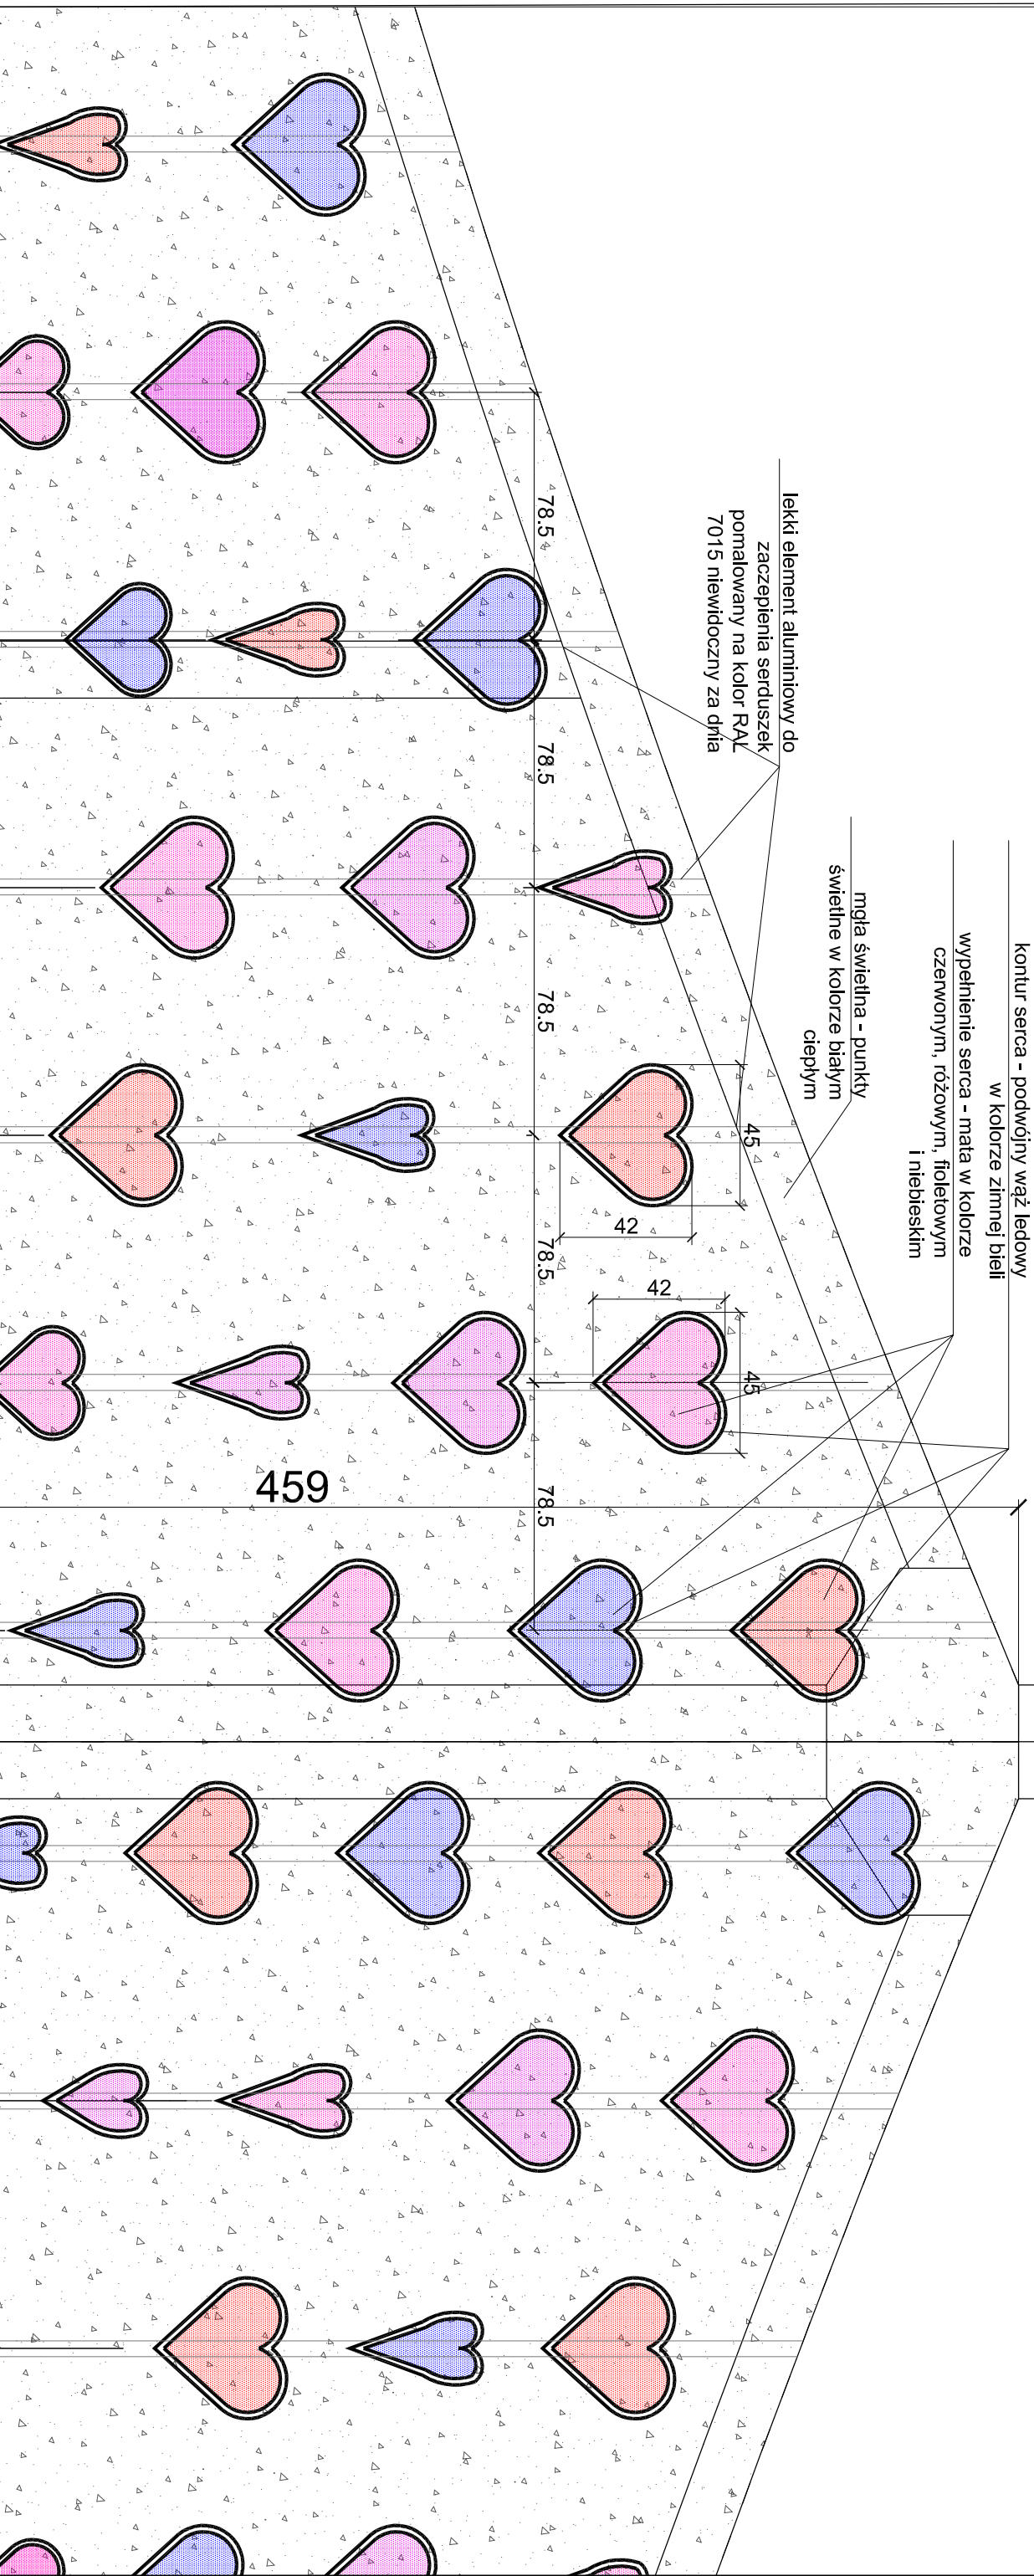 kontur serca - podwójny wąż ledowy
w kolorze zimnej bieli
wypełnienie serca - mata w kolorze
czerwonym, różowym, fioletowym
i niebieskim
mgła świetlna - punkty
świetlne w kolorze białym
ciepłym
lekki element aluminiowy do
zaczepienia serduszek
pomalowany na kolor RAL
7015 niewidoczny za dnia
45
42
42
45
78.5
78.5
78.5
78.5
78.5
459